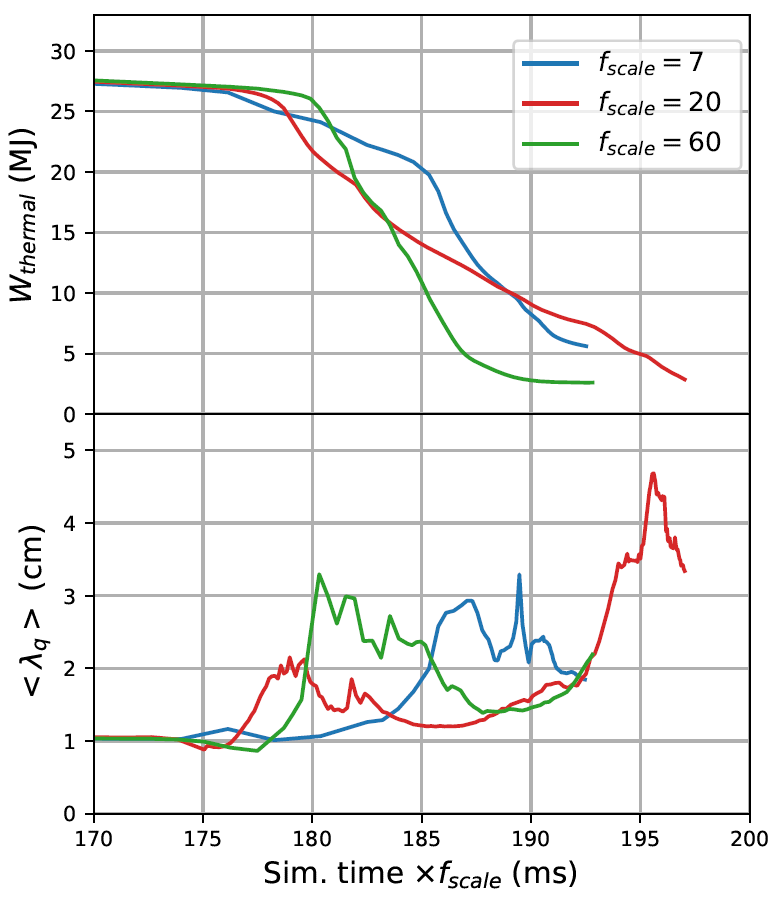 30
25
20
15
10
5
0
W_thermal (MJ)
f_scale = 7
f_scale = 20
f_scale = 60
5
4
3
2
1
0
< λ_q > (cm)
170 175 180 185 190 195 200
Sim. time ×f_scale (ms)